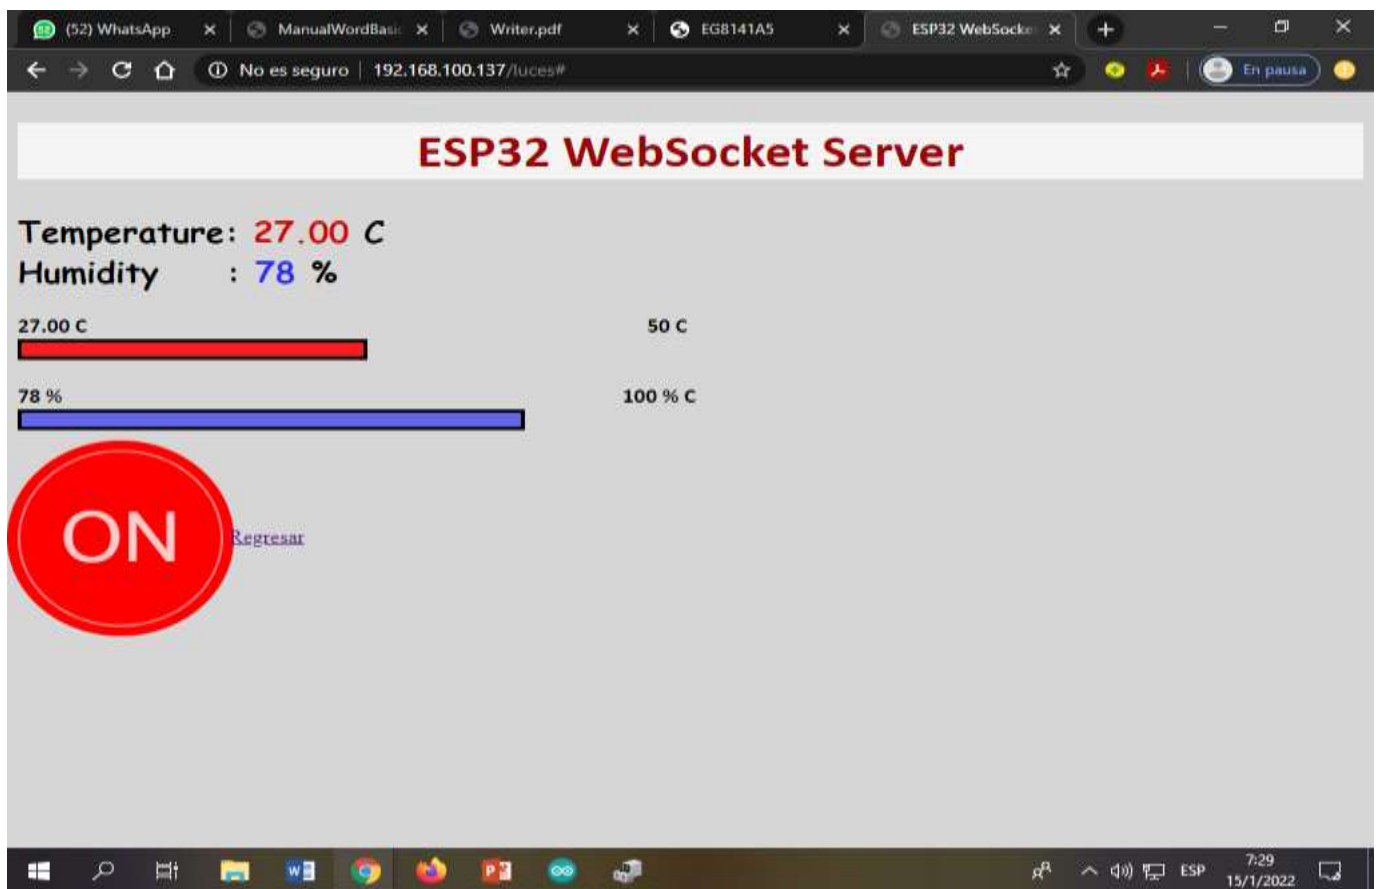 (52) WhatsApp
ManualWordBasic
Writer.pdf
EG8141A5
ESP32 WebSocke
No es seguro | 192.168.100.137/luces#
En pausa
ESP32 WebSocket Server
Temperature: 27.00 C
Humidity : 78 %
27.00 C 50 C
78 % 100 % C
ON
Regresar
ESP
7:29
15/1/2022